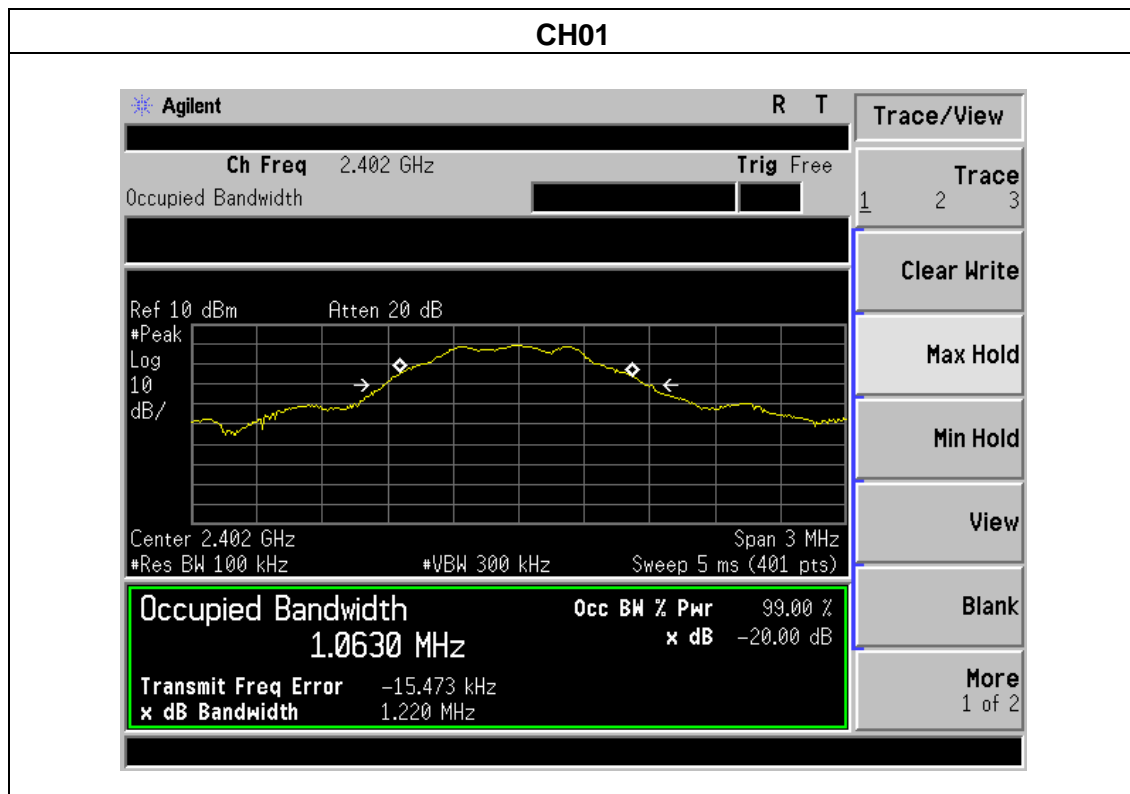 CH01
Agilent R T
Ch Freq 2.402 GHz Trig Free
Occupied Bandwidth
Ref 10 dBm Atten 20 dB
#Peak
Log
10
dB/
Center 2.402 GHz Span 3 MHz
#Res BW 100 kHz #VBW 300 kHz Sweep 5 ms (401 pts)
Occupied Bandwidth Occ BW % Pwr 99.00 %
1.0630 MHz x dB -20.00 dB
Transmit Freq Error -15.473 kHz
x dB Bandwidth 1.220 MHz
Trace/View
Trace
1 2 3
Clear Write
Max Hold
Min Hold
View
Blank
More
1 of 2